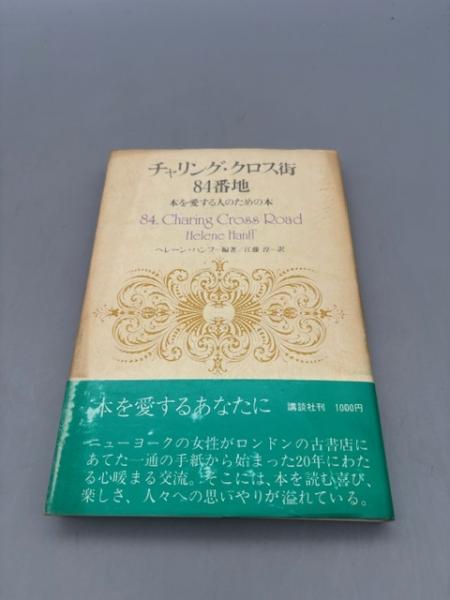 チャリング・クロス街
84番地
本を愛する人のための本
84, Charing Cross Road
Helene Hanff
ヘレーン・ハンフ―編著/江藤 淳―訳
本を愛するあなたに 講談社刊 1000円
ニューヨークの女性がロンドンの古書店に
あてた一通の手紙から始まった20年にわた
る心暖まる交流。そこには、本を読む喜び、
楽しさ、人々への思いやりが溢れている。